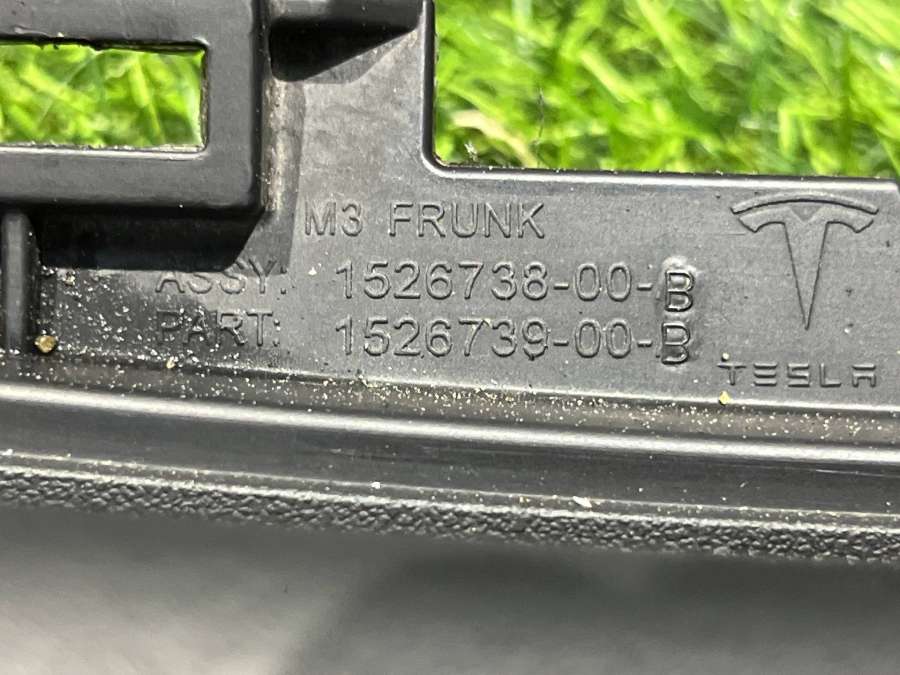 M3 FRUNK
ASSY: 1526738-00-B
PART: 1526739-00-B
TESLA